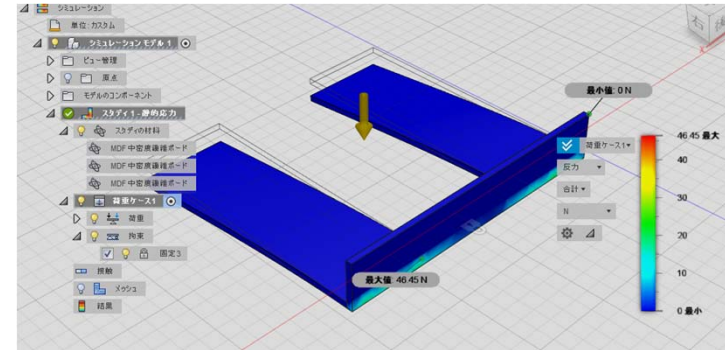 シミュレーション
単位:カスタム
シミュレーション モデル 1
ビュー管理
原点
モデルのコンポーネント
スタディ 1 - 静的応力
スタディの材料
MDF 中密度繊維ボード
MDF 中密度繊維ボード
MDF 中密度繊維ボード
荷重ケース1
荷重
拘束
固定3
接触
メッシュ
結果
最小値: 0 N
最大値: 46.45 N
荷重ケース1
反力
合計
N
46.45 最大
40
30
20
10
0 最小
右